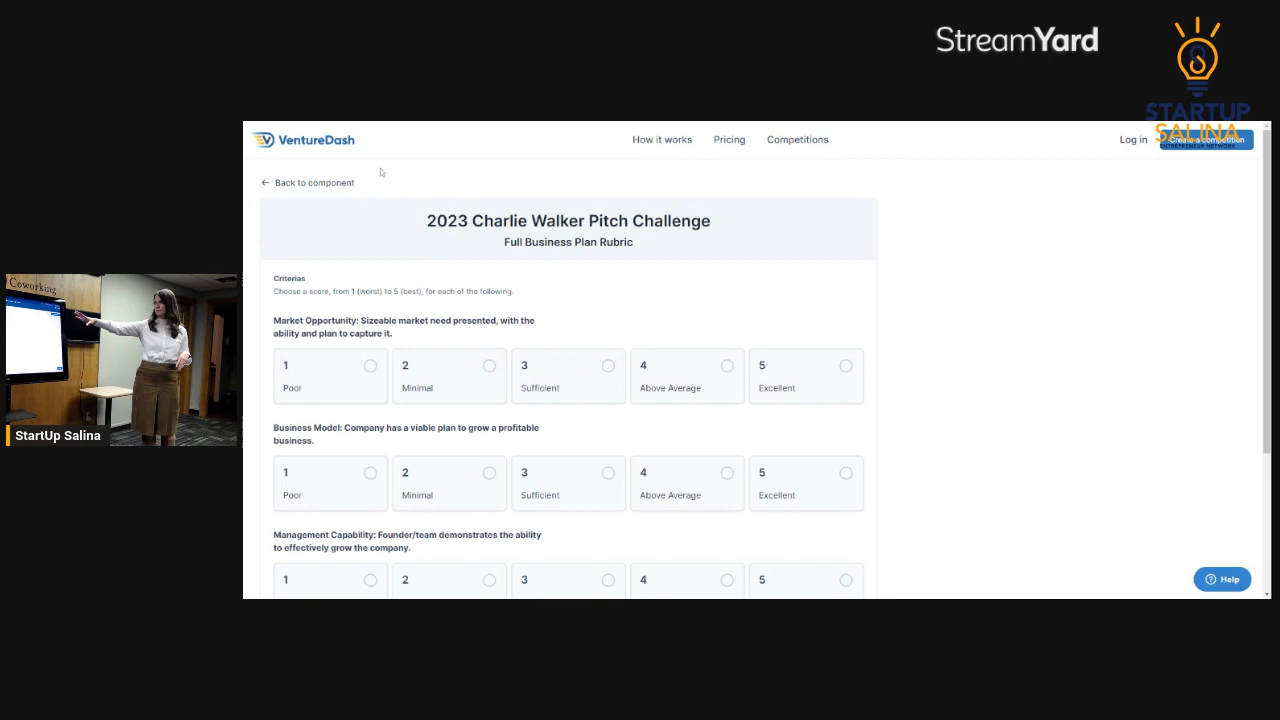 StreamYard
STARTUP
SALINA
ENTREPRENEUR NETWORK
VentureDash
How it works
Pricing
Competitions
Log in
← Back to component
2023 Charlie Walker Pitch Challenge
Full Business Plan Rubric
Criterias
Choose a score, from 1 (worst) to 5 (best), for each of the following.
Market Opportunity: Sizeable market need presented, with the
ability and plan to capture it.
1
2
3
4
5
Poor
Minimal
Sufficient
Above Average
Excellent
Business Model: Company has a viable plan to grow a profitable
business.
1
2
3
4
5
Poor
Minimal
Sufficient
Above Average
Excellent
Management Capability: Founder/team demonstrates the ability
to effectively grow the company.
1
2
3
4
5
Help
Coworking
StartUp Salina